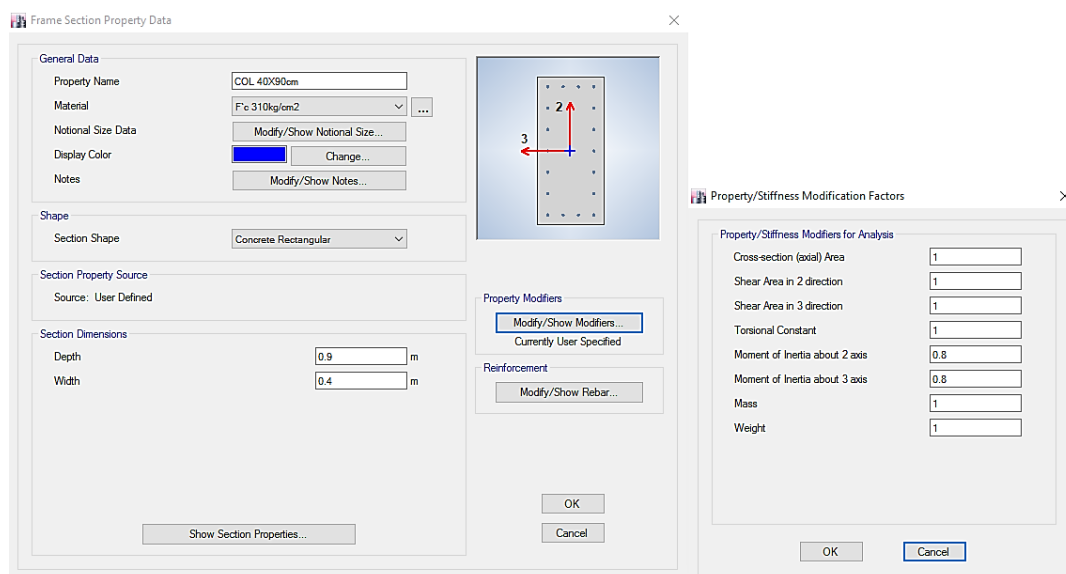 Frame Section Property Data
General Data
Property Name COL 40X90cm
Material F'c 310kg/cm2 ...
Notional Size Data Modify/Show Notional Size...
Display Color Change...
Notes Modify/Show Notes...
Shape
Section Shape Concrete Rectangular
Section Property Source
Source: User Defined
Section Dimensions
Depth 0.9 m
Width 0.4 m
Show Section Properties...
2
3
Property Modifiers
Modify/Show Modifiers...
Currently User Specified
Reinforcement
Modify/Show Rebar...
OK
Cancel
Property/Stiffness Modification Factors
Property/Stiffness Modifiers for Analysis
Cross-section (axial) Area 1
Shear Area in 2 direction 1
Shear Area in 3 direction 1
Torsional Constant 1
Moment of Inertia about 2 axis 0.8
Moment of Inertia about 3 axis 0.8
Mass 1
Weight 1
OK Cancel